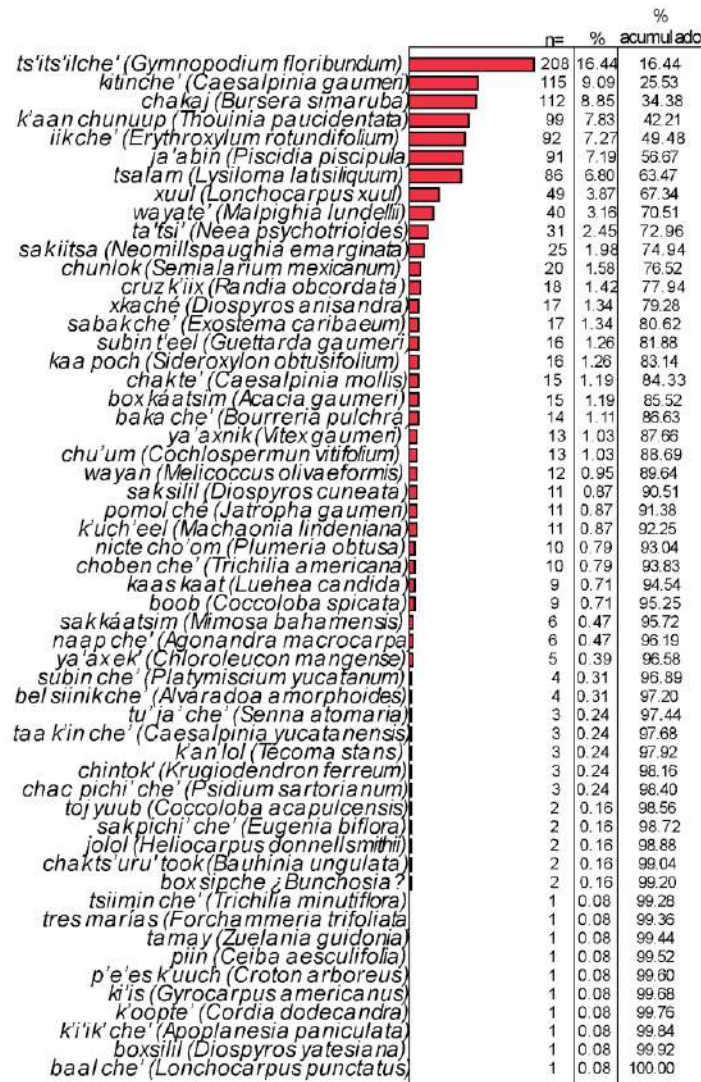 %
n= % acumulado
ts'its'ilche' (Gymnopodium floribundum) 208 16.44 16.44
kitinche' (Caesalpinia gaumeri) 115 9.09 25.53
chakaj (Bursera simaruba) 112 8.85 34.38
k'aan chunuup (Thouinia paucidentata) 99 7.83 42.21
iikche' (Erythroxylum rotundifolium) 92 7.27 49.48
ja'abin (Piscidia piscipula 91 7.19 56.67
tsalam (Lysiloma latisiliquum) 86 6.80 63.47
xuul (Lonchocarpus xuul) 49 3.87 67.34
wayate' (Malpighia lundellii) 40 3.16 70.51
ta'tsi' (Neea psychotrioides) 31 2.45 72.96
sakiitsa (Neomillspaughia emarginata) 25 1.98 74.94
chunlok (Semialarium mexicanum) 20 1.58 76.52
cruz k'iix (Randia obcordata) 18 1.42 77.94
xkaché (Diospyros anisandra) 17 1.34 79.28
sabakche' (Exostema caribaeum) 17 1.34 80.62
subin t'eel (Guettarda gaumeri) 16 1.26 81.88
kaa poch (Sideroxylon obtusifolium) 16 1.26 83.14
chakte' (Caesalpinia mollis) 15 1.19 84.33
box káatsim (Acacia gaumeri) 15 1.19 85.52
baka che' (Bourreria pulchra 14 1.11 86.63
ya'axnik (Vitex gaumeri) 13 1.03 87.66
chu'um (Cochlospermun vitifolium) 13 1.03 88.69
wayan (Melicoccus olivaeformis) 12 0.95 89.64
saksilil (Diospyros cuneata) 11 0.87 90.51
pomol ché (Jatropha gaumeri) 11 0.87 91.38
k'uch'eel (Machaonia lindeniana) 11 0.87 92.25
nicte cho'om (Plumeria obtusa) 10 0.79 93.04
choben che' (Trichilia americana) 10 0.79 93.83
kaas kaat (Luehea candida) 9 0.71 94.54
boob (Coccoloba spicata) 9 0.71 95.25
sak káatsim (Mimosa bahamensis) 6 0.47 95.72
naap che' (Agonandra macrocarpa 6 0.47 96.19
ya'ax ek' (Chloroleucon mangense) 5 0.39 96.58
subin che' (Platymiscium yucatanum) 4 0.31 96.89
bel siinikche' (Alvaradoa amorphoides) 4 0.31 97.20
tu' ja' che' (Senna atomaria) 3 0.24 97.44
taa k'in che' (Caesalpinia yucatanensis) 3 0.24 97.68
k'an lol (Tecoma stans) 3 0.24 97.92
chintok' (Krugiodendron ferreum) 3 0.24 98.16
chac pichi' che' (Psidium sartorianum) 3 0.24 98.40
toj yuub (Coccoloba acapulcensis) 2 0.16 98.56
sakpichi' che' (Eugenia biflora) 2 0.16 98.72
jolol (Heliocarpus donnellsmithii) 2 0.16 98.88
chakts'uru' took (Bauhinia ungulata) 2 0.16 99.04
box sipche ¿Bunchosia? 2 0.16 99.20
tsiimin che' (Trichilia minutiflora) 1 0.08 99.28
tres marías (Forchammeria trifoliata 1 0.08 99.36
tamay (Zuelania guidonia) 1 0.08 99.44
piin (Ceiba aesculifolia) 1 0.08 99.52
p'e'es k'uuch (Croton arboreus) 1 0.08 99.60
ki'is (Gyrocarpus americanus) 1 0.08 99.68
k'oopte' (Cordia dodecandra) 1 0.08 99.76
k'i'ik' che' (Apoplanesia paniculata) 1 0.08 99.84
boxsilil (Diospyros yatesiana) 1 0.08 99.92
baal che' (Lonchocarpus punctatus) 1 0.08 100.00